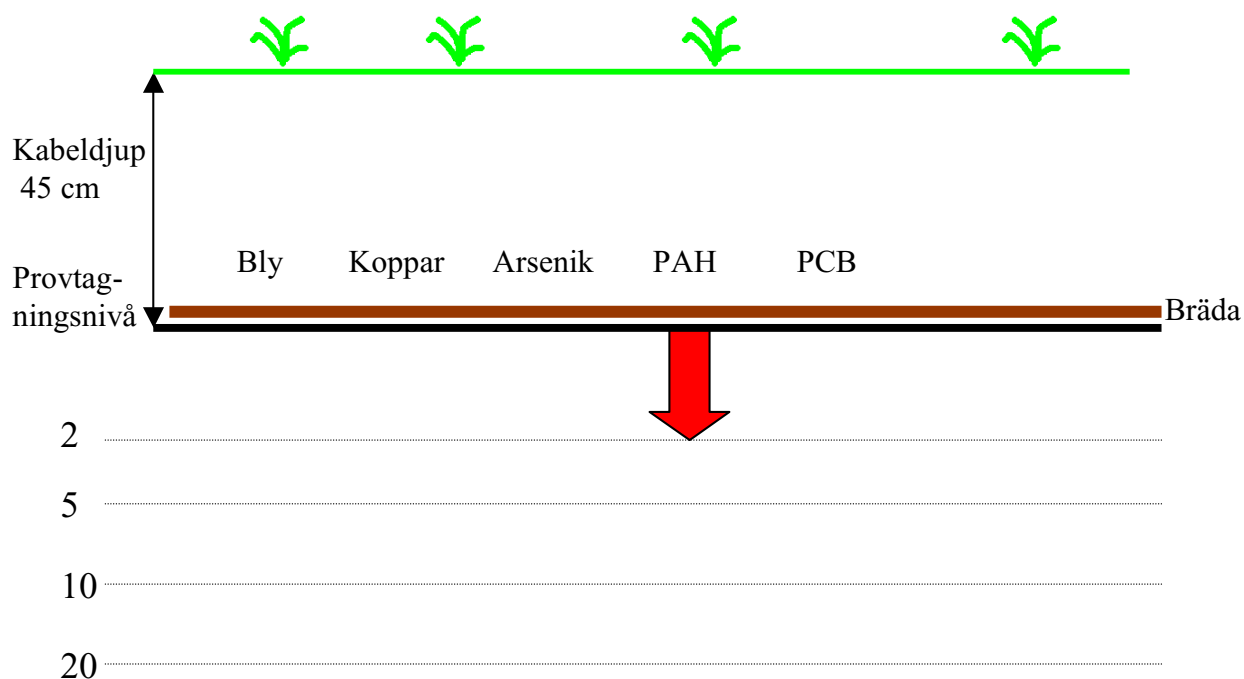 Kabeldjup
45 cm
Bly Koppar Arsenik PAH PCB
Provtag-
ningsnivå
Bräda
2
5
10
20